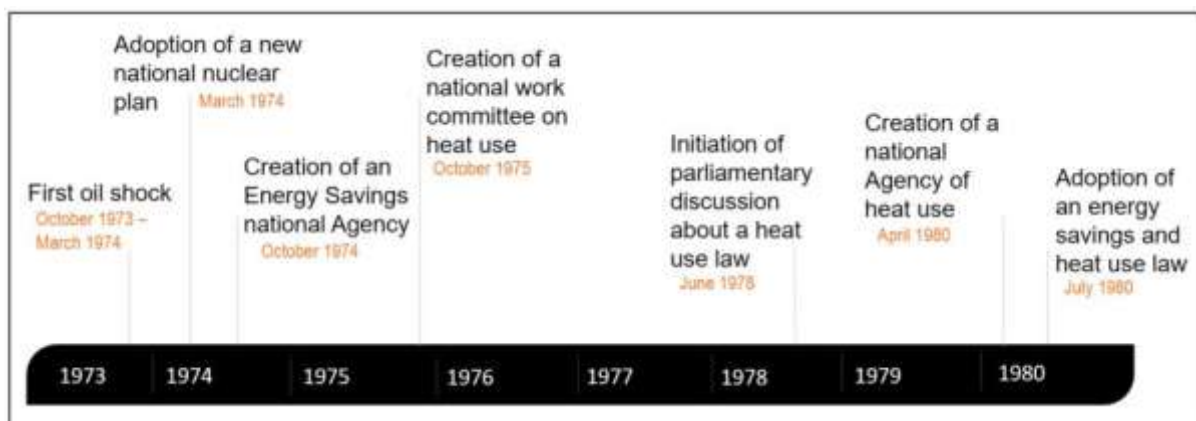 Adoption of a new
national nuclear
plan
March 1974
Creation of a
national work
committee on
heat use
October 1975
Creation of an
Energy Savings
national Agency
October 1974
First oil shock
October 1973 –
March 1974
Initiation of
parliamentary
discussion
about a heat
use law
June 1978
Creation of a
national
Agency of
heat use
April 1980
Adoption of
an energy
savings and
heat use law
July 1980
1973
1974
1975
1976
1977
1978
1979
1980